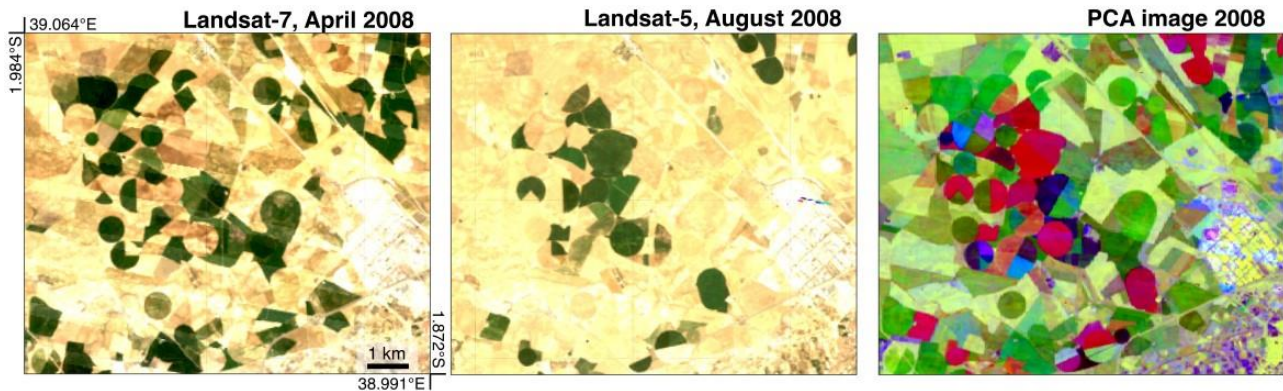 Landsat-7, April 2008
Landsat-5, August 2008
PCA image 2008
39.064°E
1.984°S
1.872°S
1 km
38.991°E